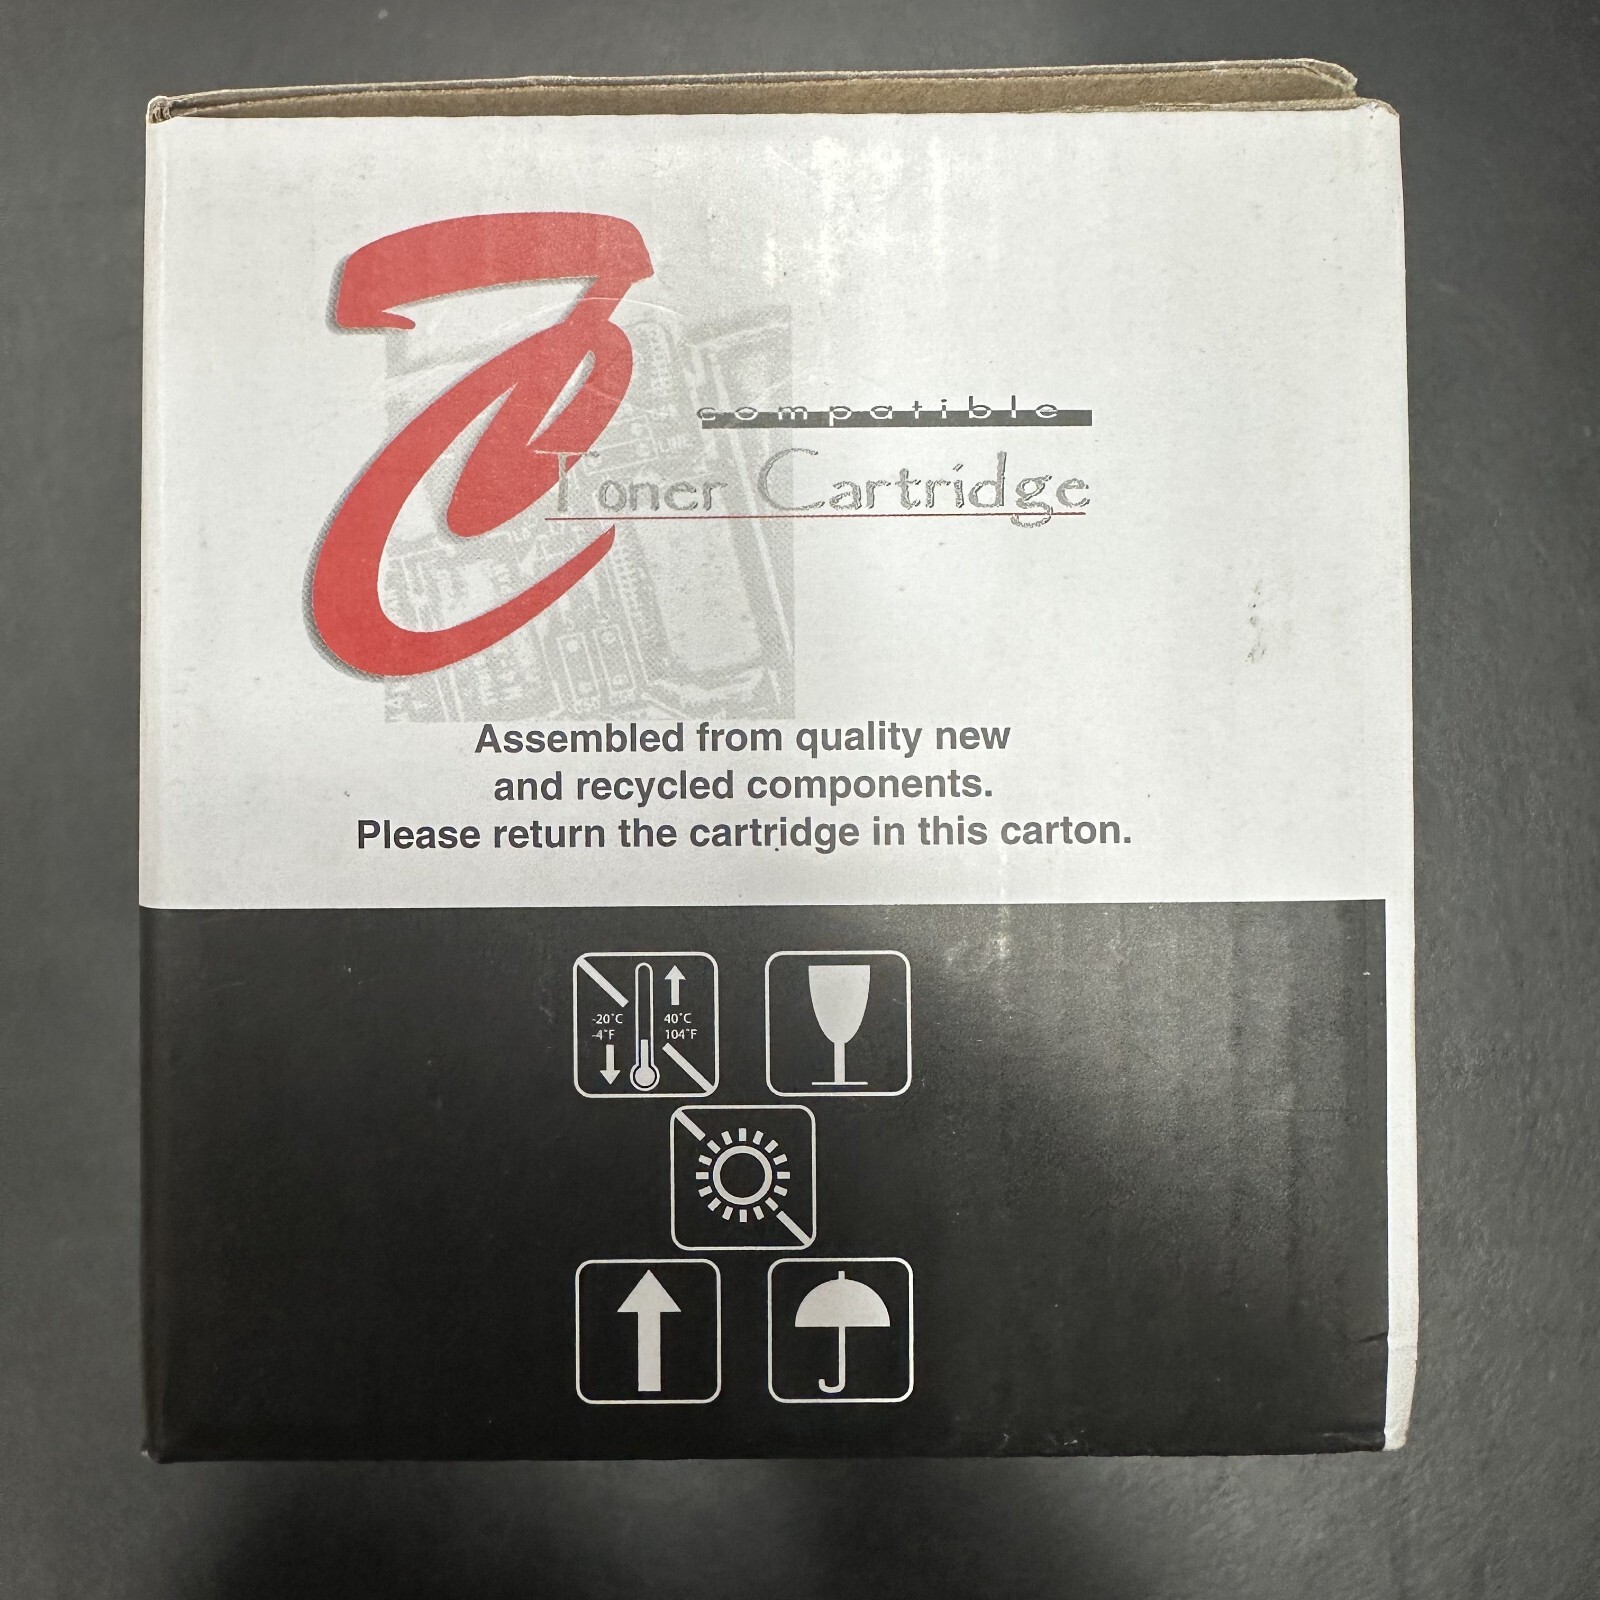 TC
compatible
Toner Cartridge
Assembled from quality new
and recycled components.
Please return the cartridge in this carton.
-20°C 40°C
-4°F 104°F